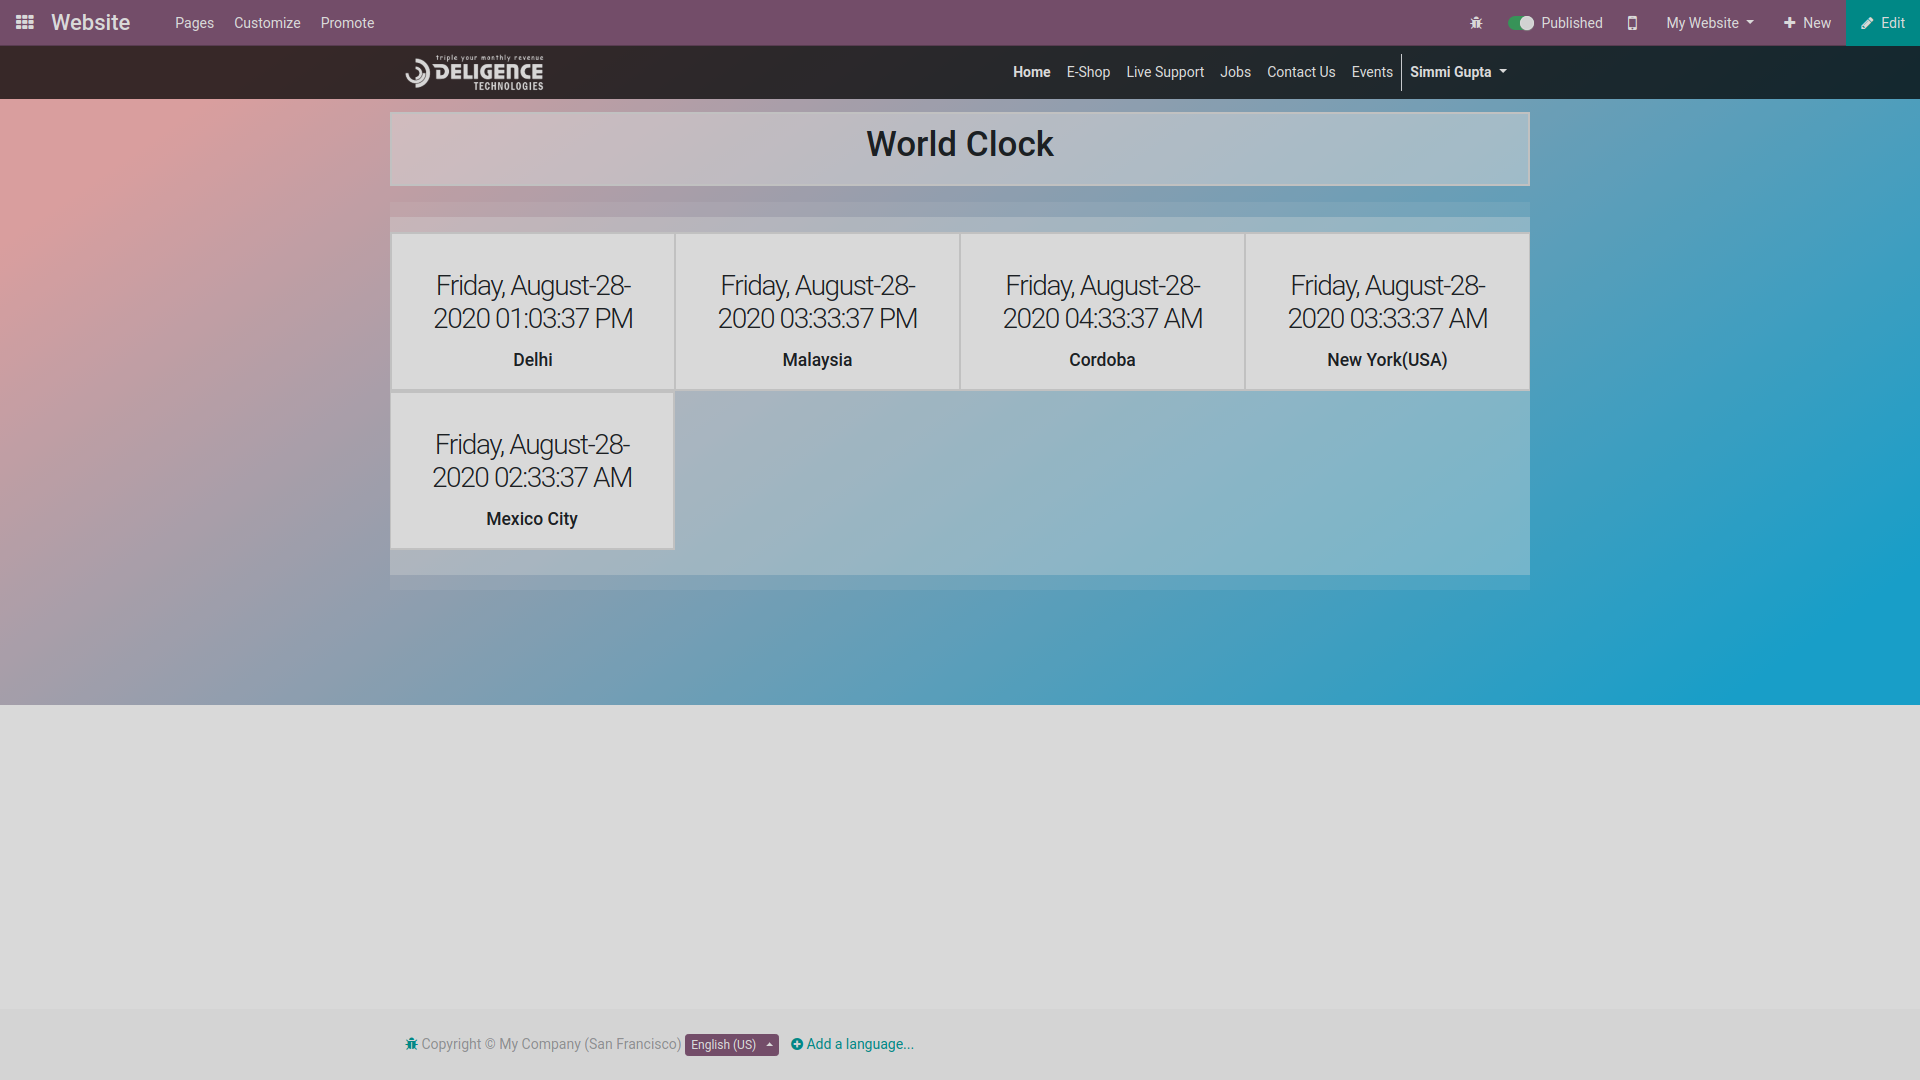 Website Pages Customize Promote Published My Website New Edit
triple your monthly revenue
DELIGENCE
TECHNOLOGIES
Home E-Shop Live Support Jobs Contact Us Events Simmi Gupta
World Clock
Friday, August-28-
2020 01:03:37 PM
Delhi
Friday, August-28-
2020 03:33:37 PM
Malaysia
Friday, August-28-
2020 04:33:37 AM
Cordoba
Friday, August-28-
2020 03:33:37 AM
New York(USA)
Friday, August-28-
2020 02:33:37 AM
Mexico City
Copyright © My Company (San Francisco) English (US) Add a language...